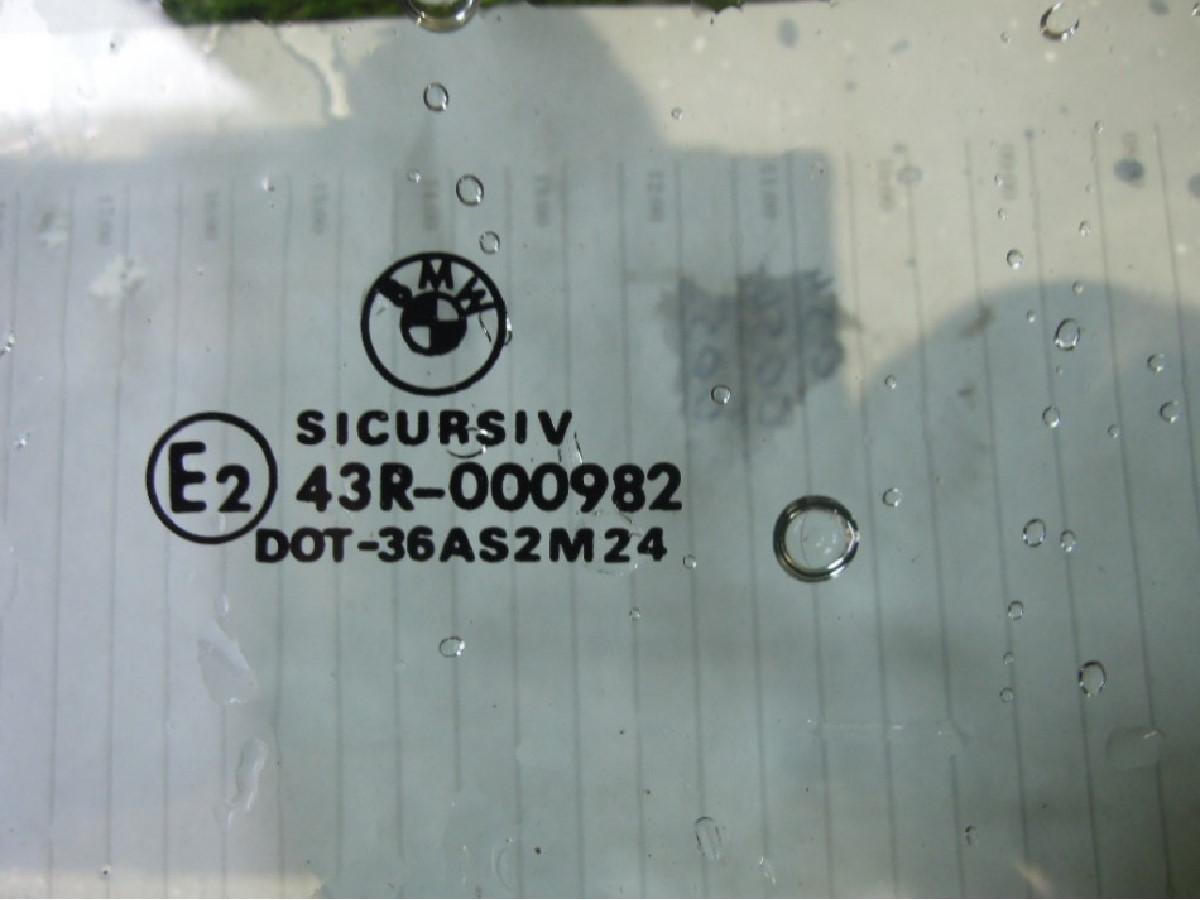 BMW
SICURSIV
E2
43R-000982
DOT-36AS2M24